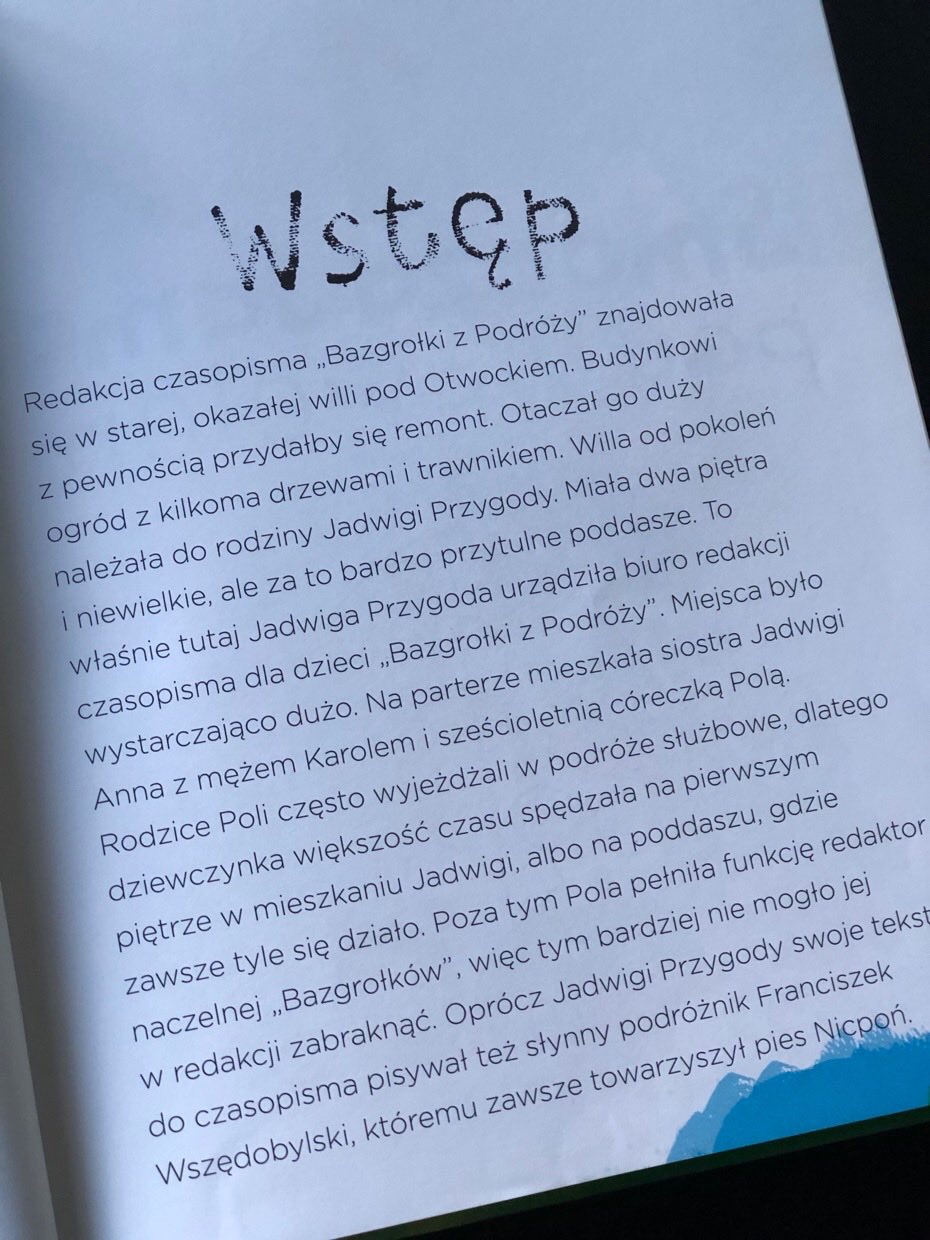 Wstęp
Redakcja czasopisma „Bazgrołki z Podróży” znajdowała
się w starej, okazałej willi pod Otwockiem. Budynkowi
z pewnością przydałby się remont. Otaczał go duży
ogród z kilkoma drzewami i trawnikiem. Willa od pokoleń
należała do rodziny Jadwigi Przygody. Miała dwa piętra
i niewielkie, ale za to bardzo przytulne poddasze. To
właśnie tutaj Jadwiga Przygoda urządziła biuro redakcji
czasopisma dla dzieci „Bazgrołki z Podróży”. Miejsca było
wystarczająco dużo. Na parterze mieszkała siostra Jadwigi
Anna z mężem Karolem i sześcioletnią córeczką Polą.
Rodzice Poli często wyjeżdżali w podróże służbowe, dlatego
dziewczynka większość czasu spędzała na pierwszym
piętrze w mieszkaniu Jadwigi, albo na poddaszu, gdzie
zawsze tyle się działo. Poza tym Pola pełniła funkcję redaktor
naczelnej „Bazgrołków”, więc tym bardziej nie mogło jej
w redakcji zabraknąć. Oprócz Jadwigi Przygody swoje tekst
do czasopisma pisywał też słynny podróżnik Franciszek
Wszędobylski, któremu zawsze towarzyszył pies Nicpoń.